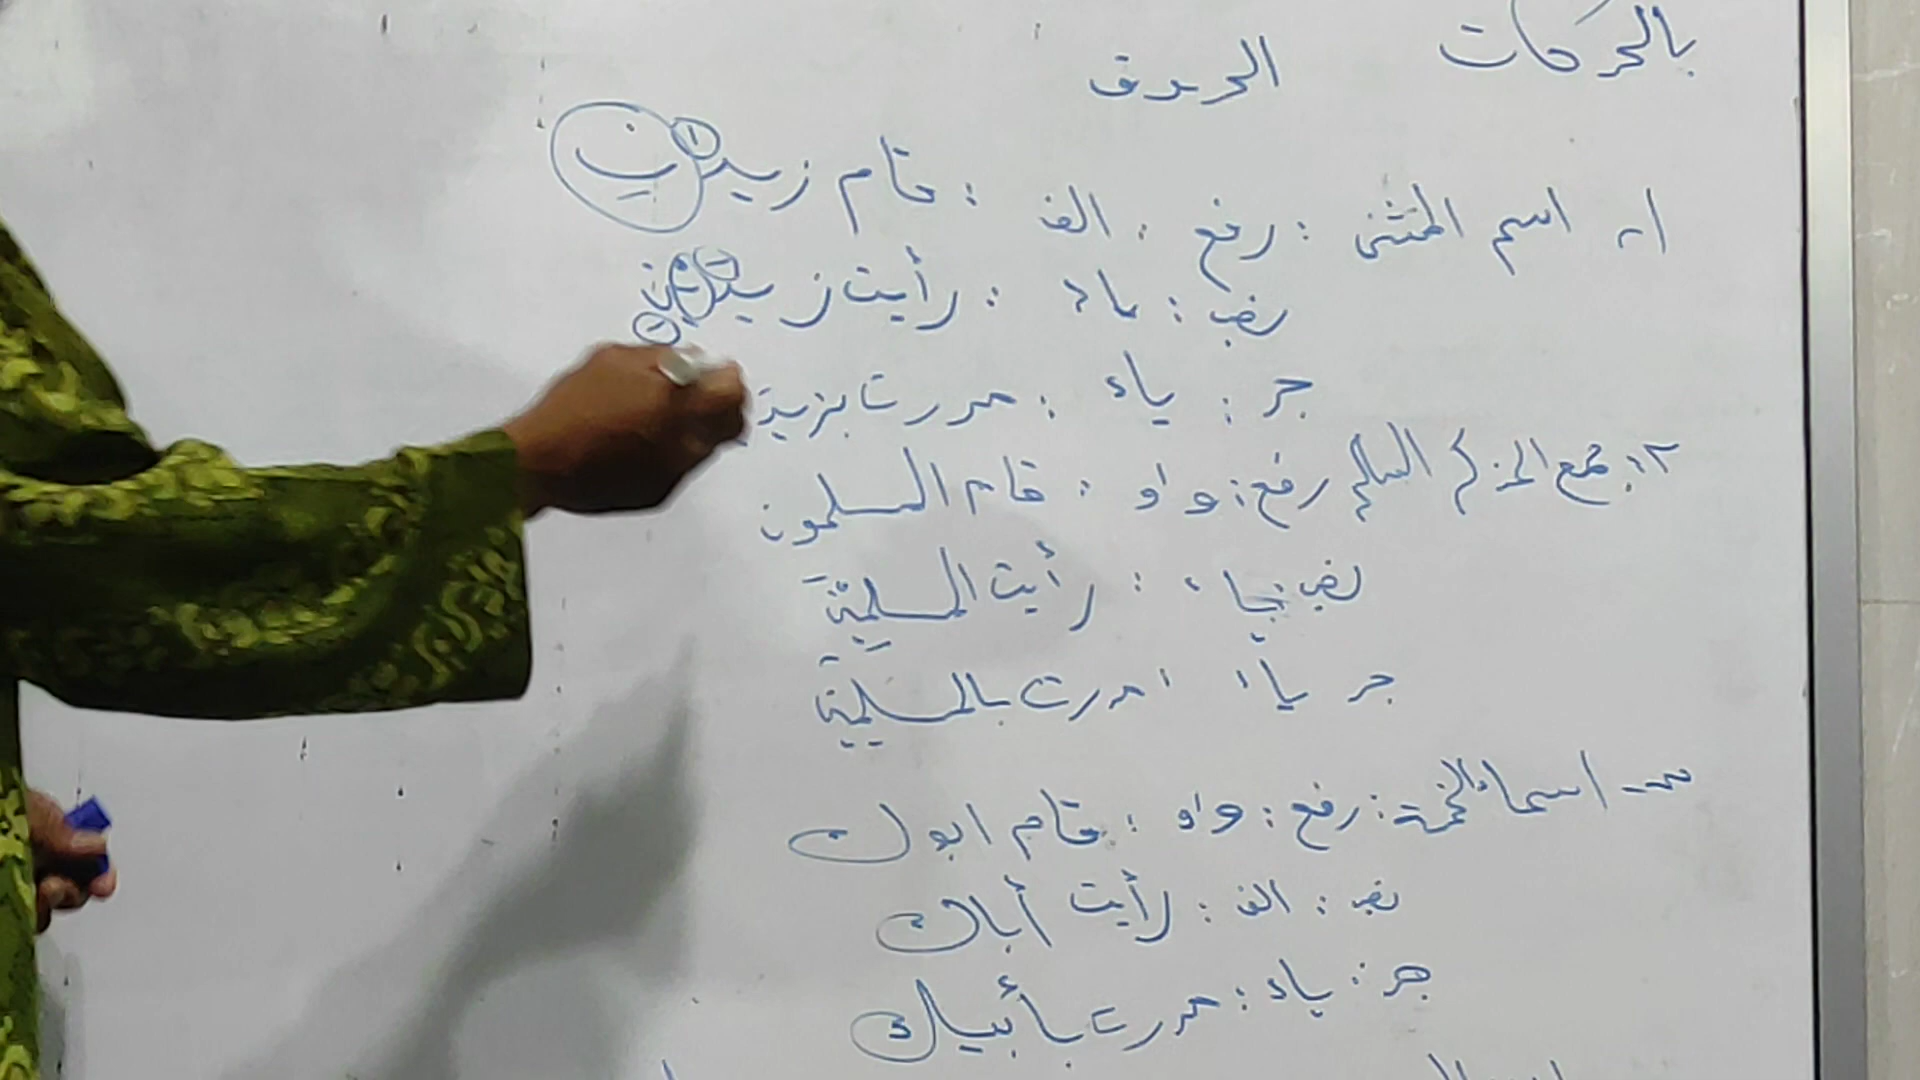 بالحركات الحروف
١- اسم المثنى : رفع : الف : قام زيدانِ
نصب : ياء : رأيت زيدين
جر : ياء : مررت بزيد
٢: جمع المذكر السالم رفع : واو : قام المسلمون
نصب ياء : رأيت المسلمين
جر ياء : مررت بالمسلمين
٣- اسماء الخمسة : رفع : واو : قام ابوك
نصب : الف : رأيت أباك
جر : ياء : مررت بأبيك